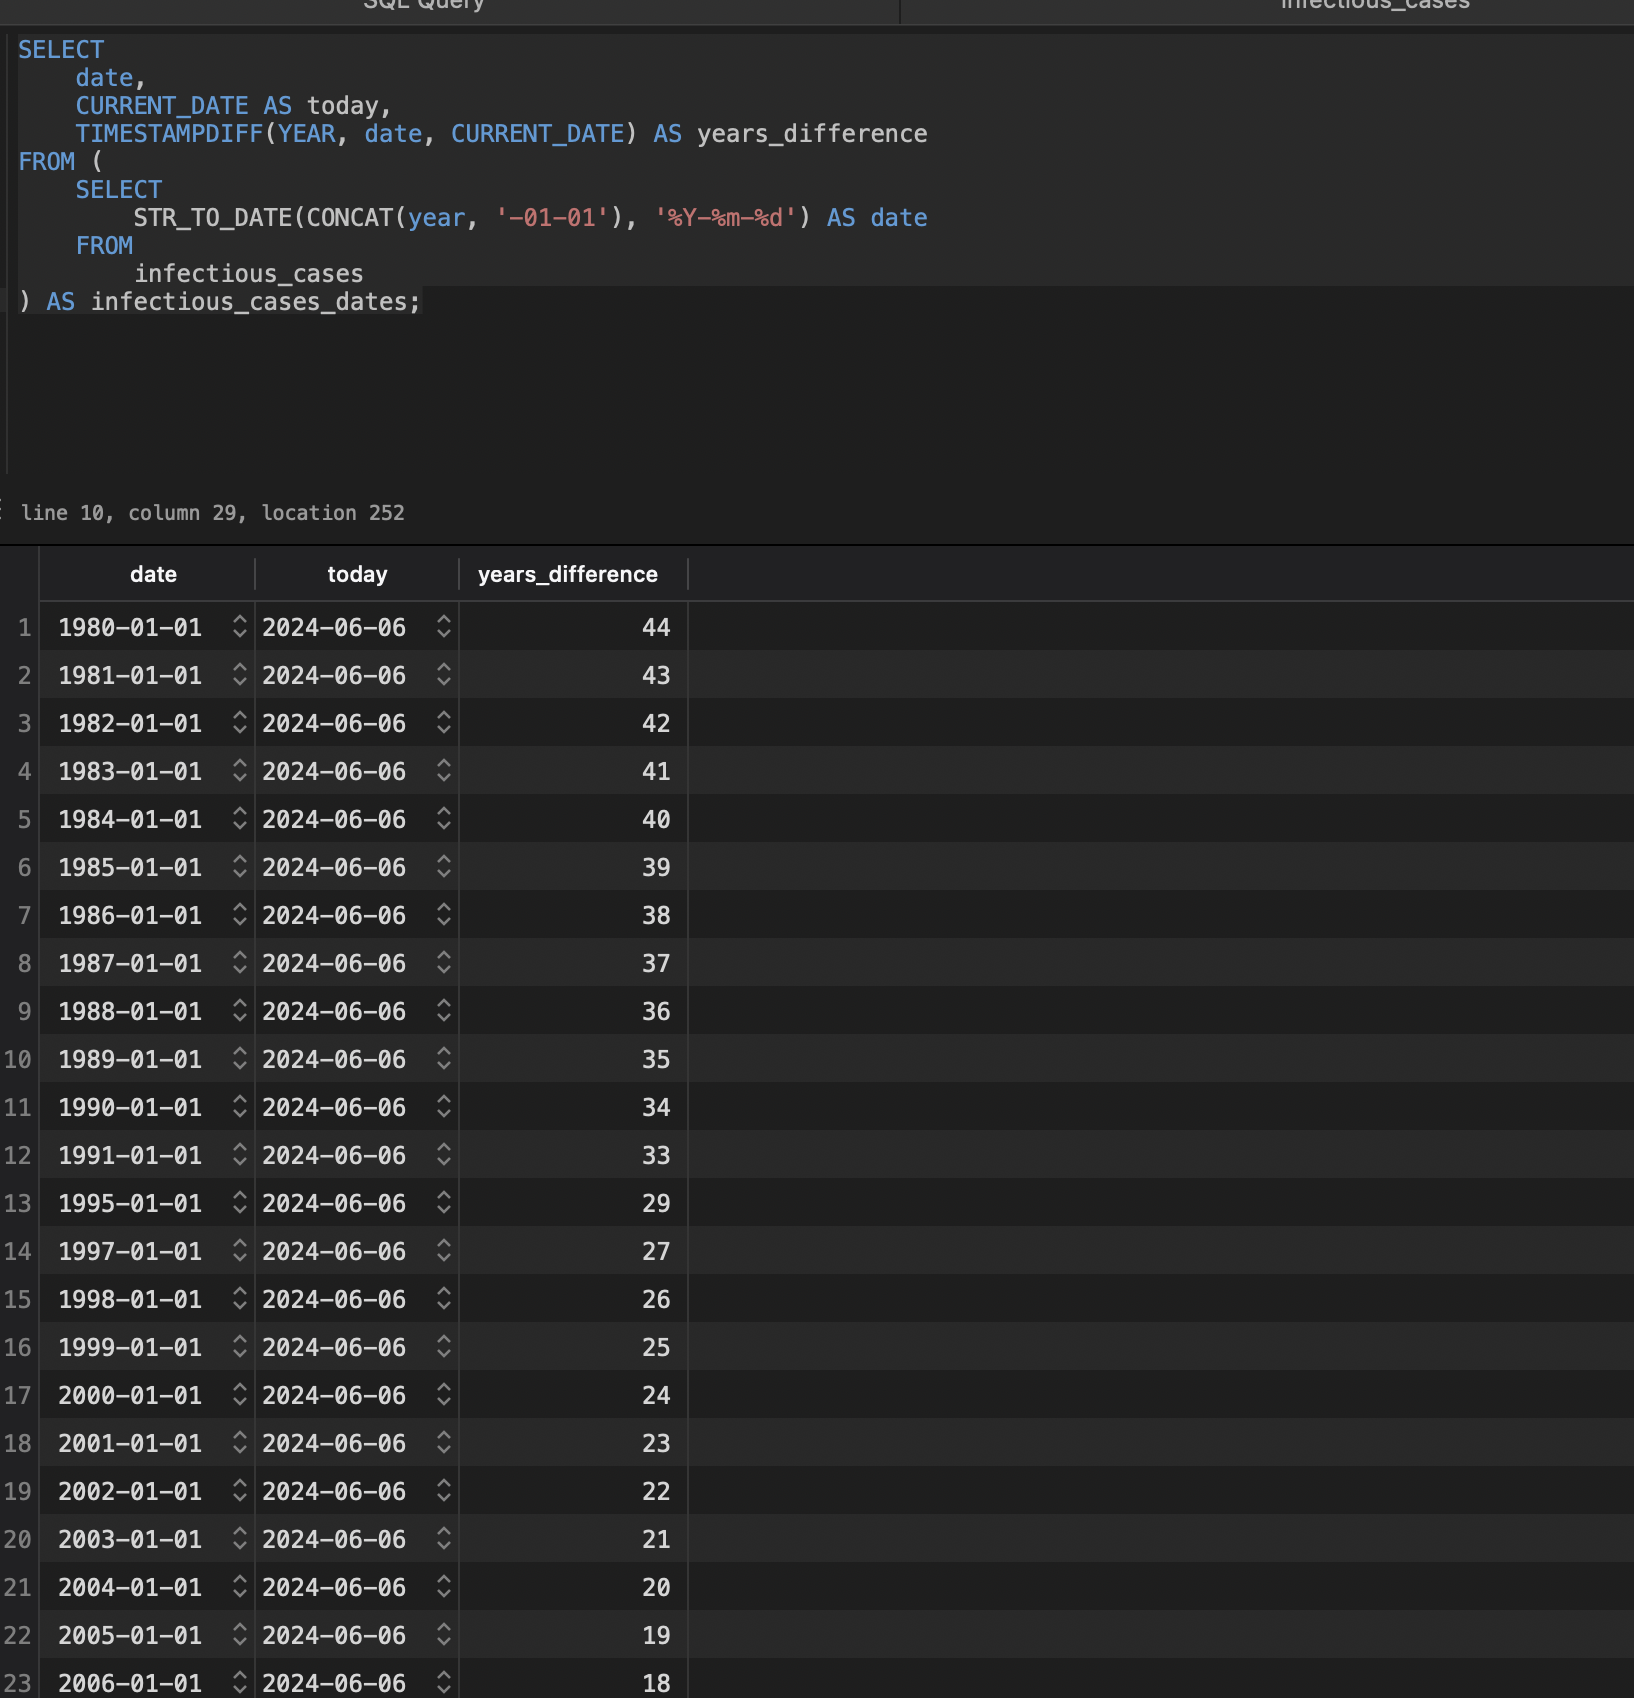 SQL Query infectious_cases
SELECT
date,
CURRENT_DATE AS today,
TIMESTAMPDIFF(YEAR, date, CURRENT_DATE) AS years_difference
FROM (
SELECT
STR_TO_DATE(CONCAT(year, '-01-01'), '%Y-%m-%d') AS date
FROM
infectious_cases
) AS infectious_cases_dates;
line 10, column 29, location 252
date today years_difference
1 1980-01-01 2024-06-06 44
2 1981-01-01 2024-06-06 43
3 1982-01-01 2024-06-06 42
4 1983-01-01 2024-06-06 41
5 1984-01-01 2024-06-06 40
6 1985-01-01 2024-06-06 39
7 1986-01-01 2024-06-06 38
8 1987-01-01 2024-06-06 37
9 1988-01-01 2024-06-06 36
10 1989-01-01 2024-06-06 35
11 1990-01-01 2024-06-06 34
12 1991-01-01 2024-06-06 33
13 1995-01-01 2024-06-06 29
14 1997-01-01 2024-06-06 27
15 1998-01-01 2024-06-06 26
16 1999-01-01 2024-06-06 25
17 2000-01-01 2024-06-06 24
18 2001-01-01 2024-06-06 23
19 2002-01-01 2024-06-06 22
20 2003-01-01 2024-06-06 21
21 2004-01-01 2024-06-06 20
22 2005-01-01 2024-06-06 19
23 2006-01-01 2024-06-06 18